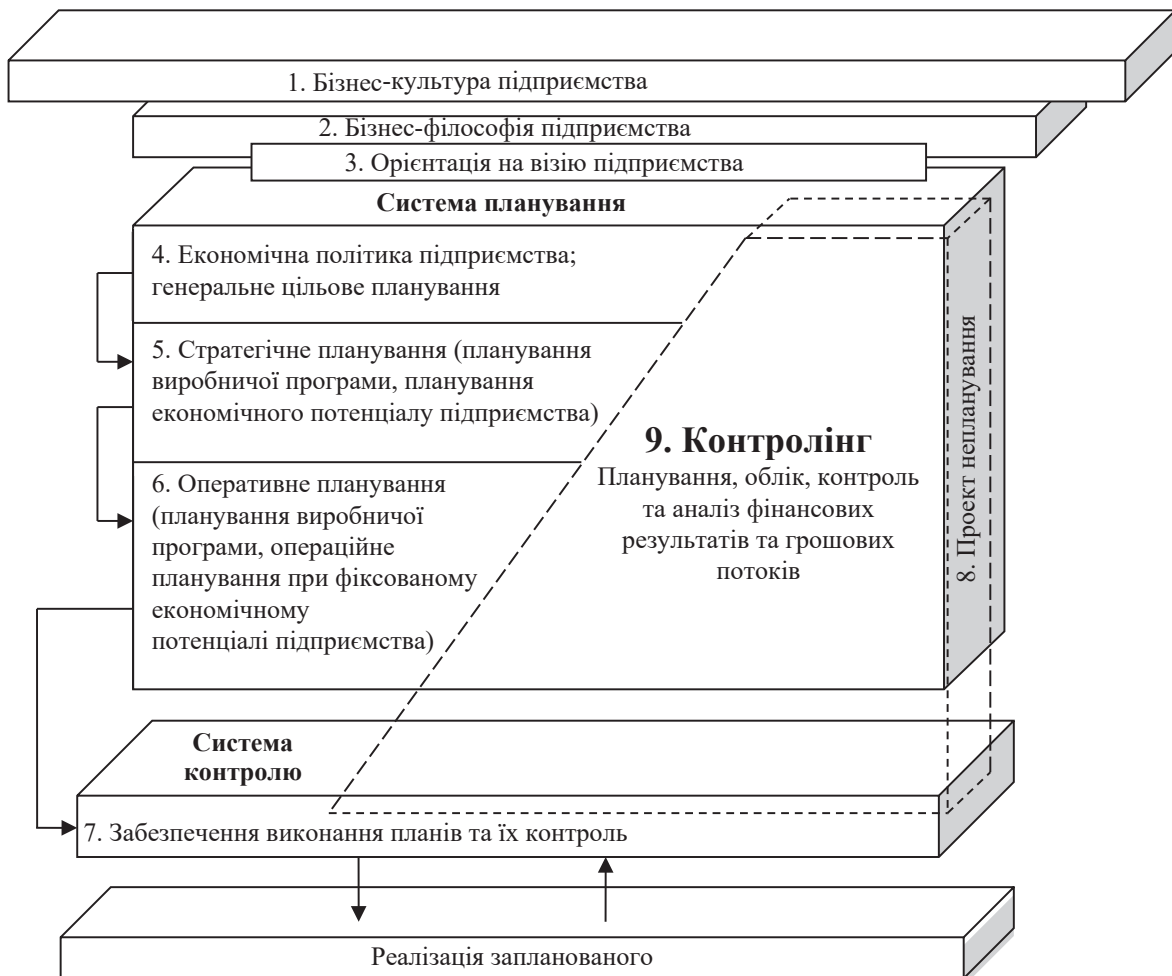 1. Бізнес-культура підприємства
2. Бізнес-філософія підприємства
3. Орієнтація на візію підприємства
Система планування
4. Економічна політика підприємства;
генеральне цільове планування
5. Стратегічне планування (планування
виробничої програми, планування
економічного потенціалу підприємства)
6. Оперативне планування
(планування виробничої
програми, операційне
планування при фіксованому
економічному
потенціалі підприємства)
9. Контролінг
Планування, облік, контроль
та аналіз фінансових
результатів та грошових
потоків
8. Проект непланування
Система
контролю
7. Забезпечення виконання планів та їх контроль
Реалізація запланованого